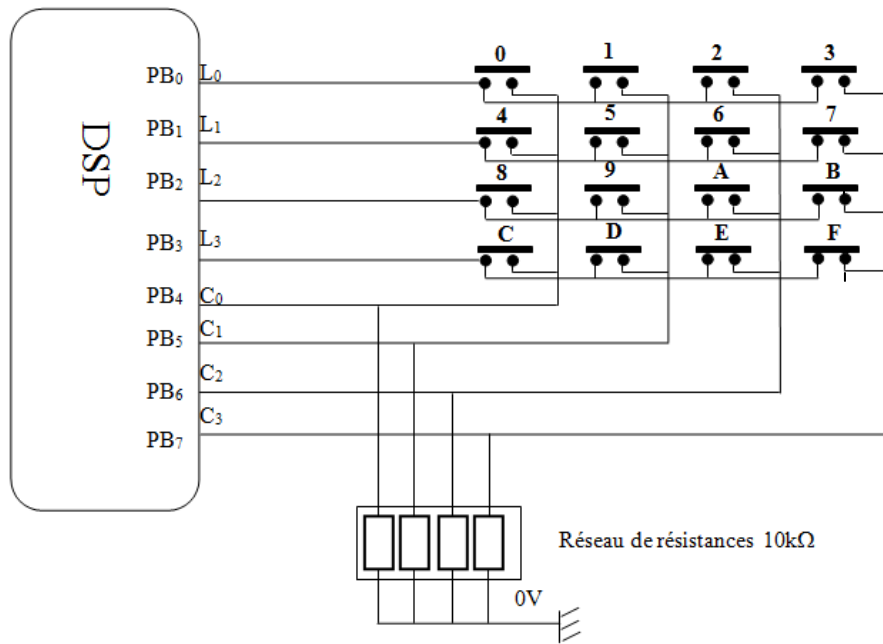 0 1 2 3
PB₀ L₀
4 5 6 7
PB₁ L₁
8 9 A B
PB₂ L₂
C D E F
PB₃ L₃
PB₄ C₀
PB₅ C₁
PB₆ C₂
PB₇ C₃
DSP
Réseau de résistances 10kΩ
0V